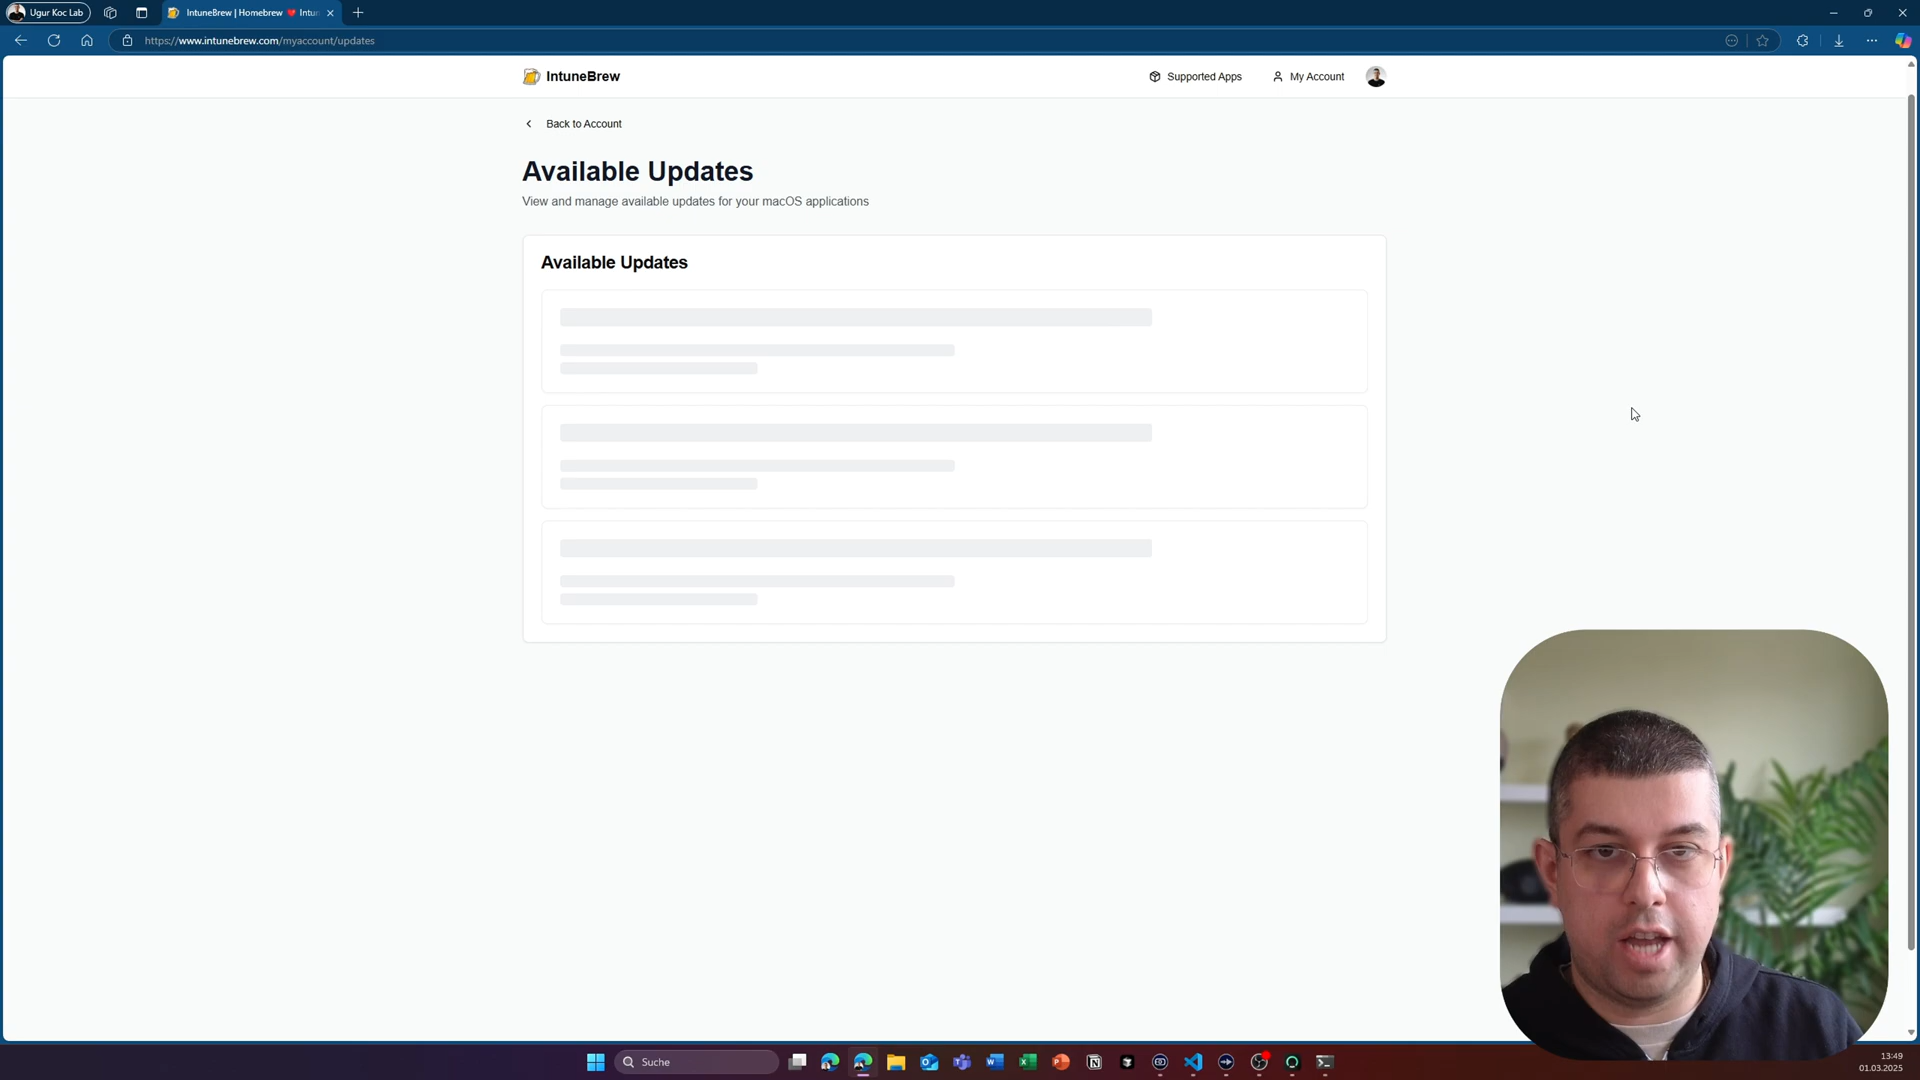 Ugur Koc Lab
IntuneBrew | Homebrew ❤️ Intun
https://www.intunebrew.com/myaccount/updates
IntuneBrew
Supported Apps
My Account
Back to Account
Available Updates
View and manage available updates for your macOS applications
Available Updates
Suche
13:49
01.03.2025